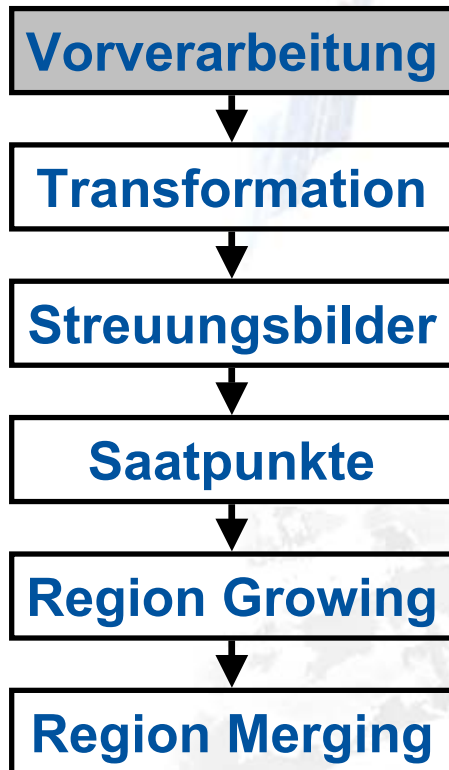 Vorverarbeitung
Transformation
Streuungsbilder
Saatpunkte
Region Growing
Region Merging